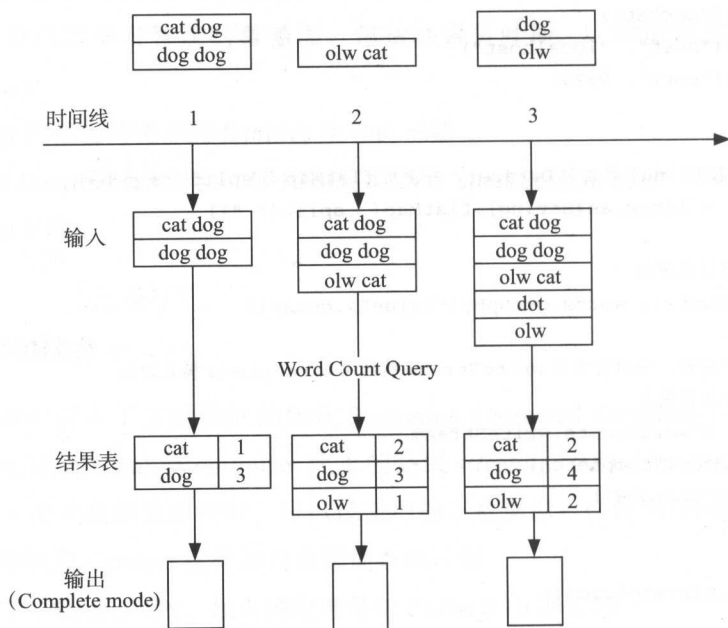 cat dog
dog dog
olw cat
dog
olw
时间线 1 2 3
输入
cat dog
dog dog
cat dog
dog dog
olw cat
cat dog
dog dog
olw cat
dot
olw
Word Count Query
结果表
cat 1
dog 3
cat 2
dog 3
olw 1
cat 2
dog 4
olw 2
输出
(Complete mode)